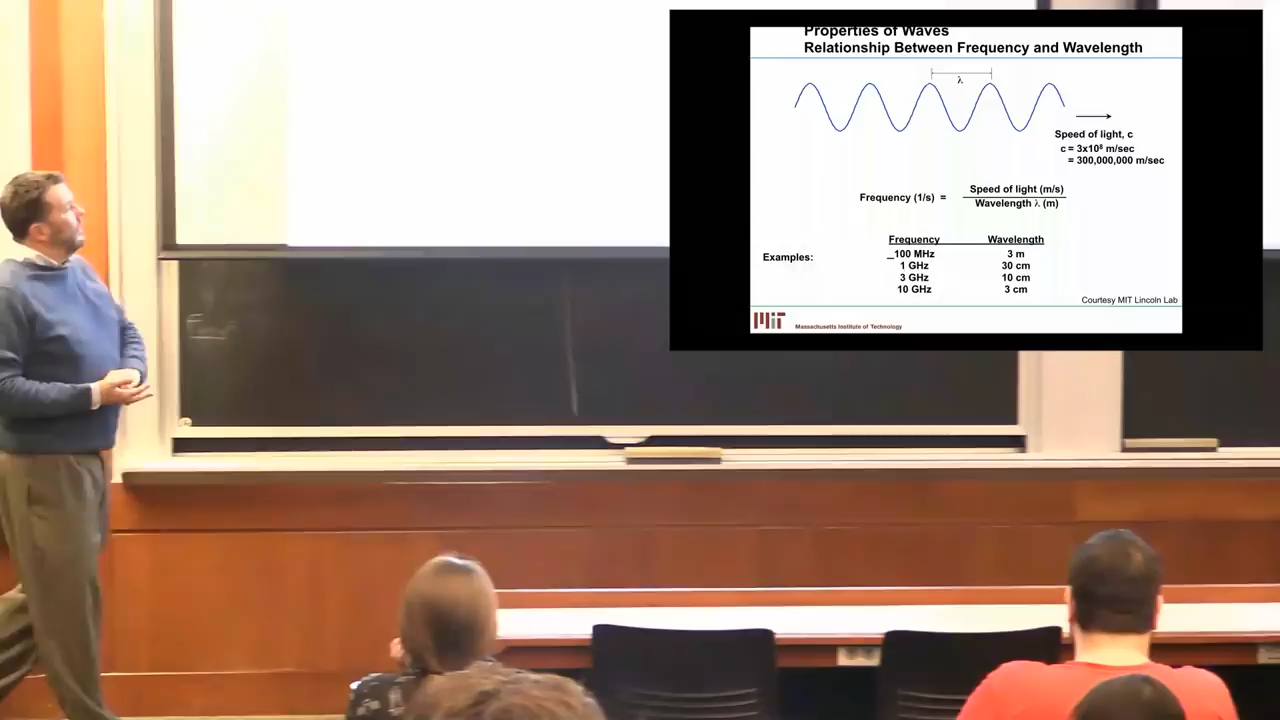 Properties of Waves
Relationship Between Frequency and Wavelength
λ
Speed of light, c
c = 3x10⁸ m/sec
= 300,000,000 m/sec
Frequency (1/s) = Speed of light (m/s)
Wavelength λ (m)
Frequency Wavelength
Examples:
100 MHz 3 m
1 GHz 30 cm
3 GHz 10 cm
10 GHz 3 cm
Courtesy MIT Lincoln Lab
MIT Massachusetts Institute of Technology